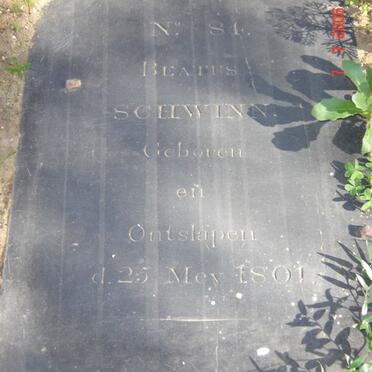 No. 84.
BEATUS
SCHWINN.
Geboren
en
Ontslapen
d. 25 Mey 1801.